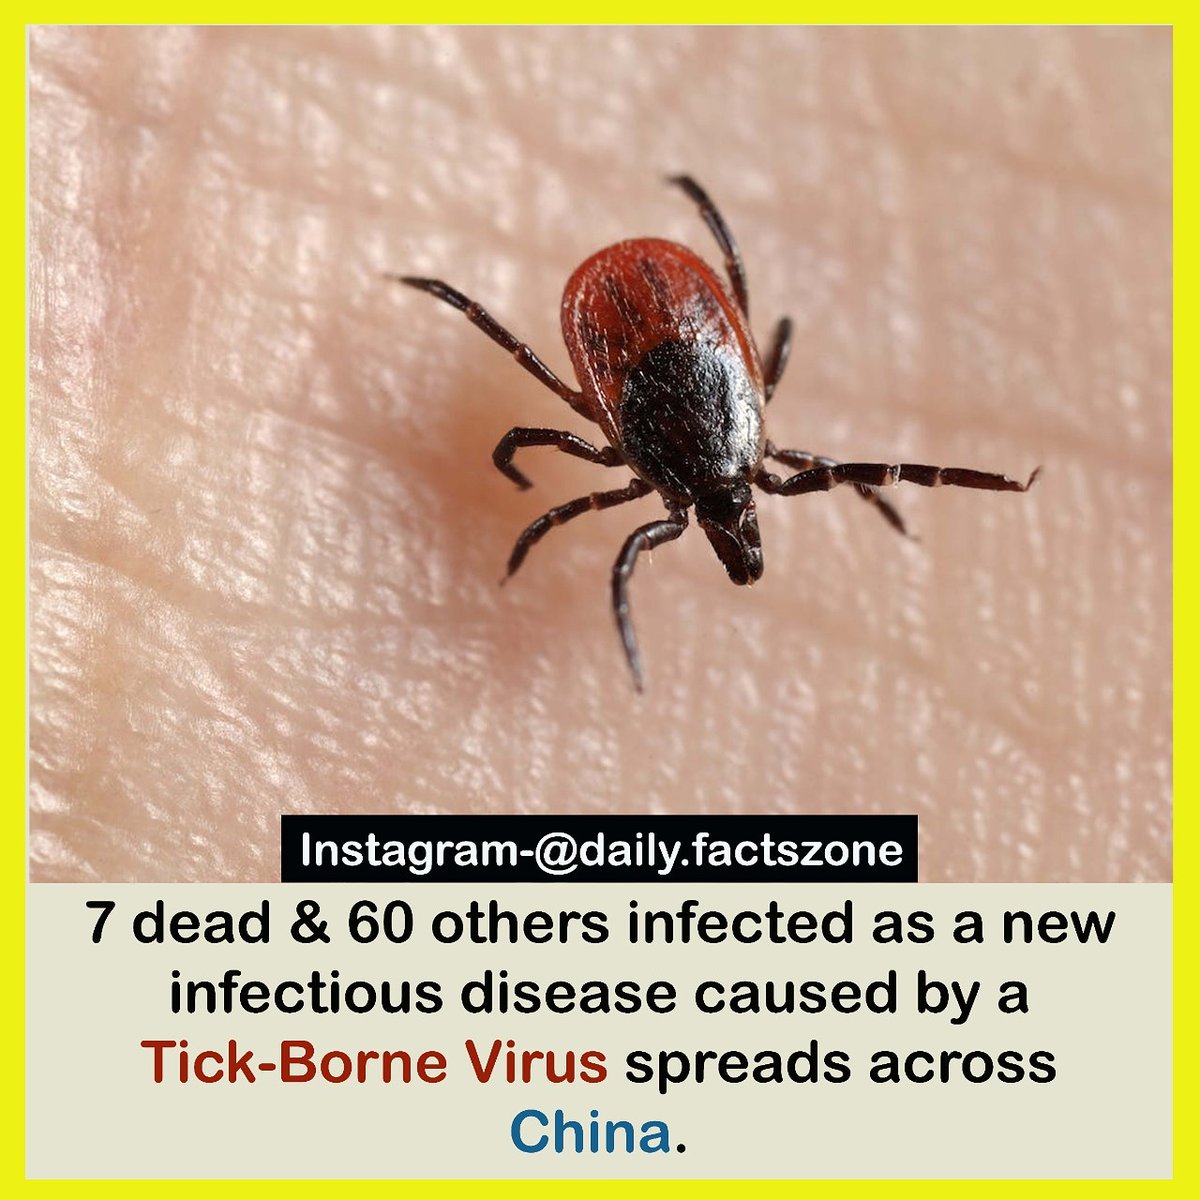 Instagram-@daily.factszone
7 dead & 60 others infected as a new
infectious disease caused by a
Tick-Borne Virus spreads across
China.